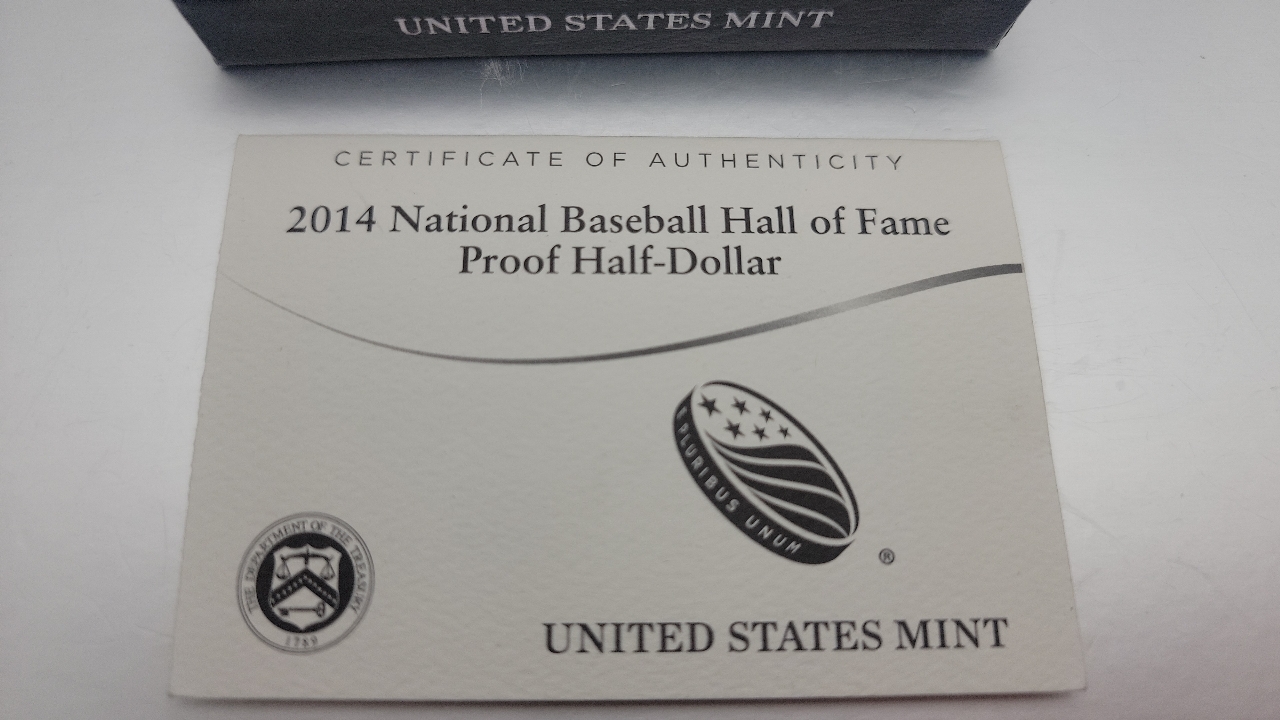 UNITED STATES MINT
CERTIFICATE OF AUTHENTICITY
2014 National Baseball Hall of Fame
Proof Half-Dollar
E PLURIBUS UNUM
®
THE DEPARTMENT OF THE TREASURY
1789
UNITED STATES MINT